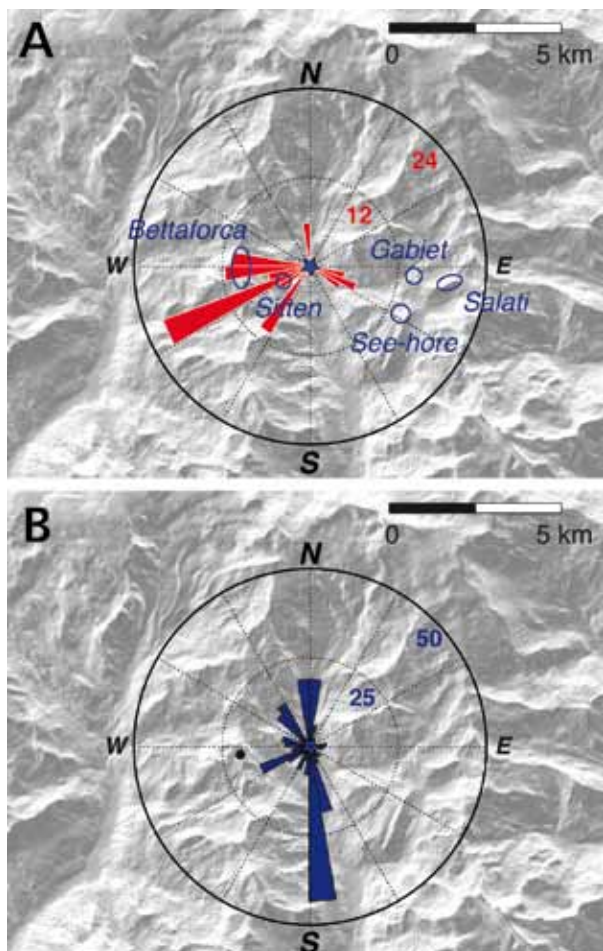 A
0 5 km
N
24
12
Bettaforca
Gabiet
W
E
Sitten
Salati
See-hore
S
B
0 5 km
N
50
25
W
E
S